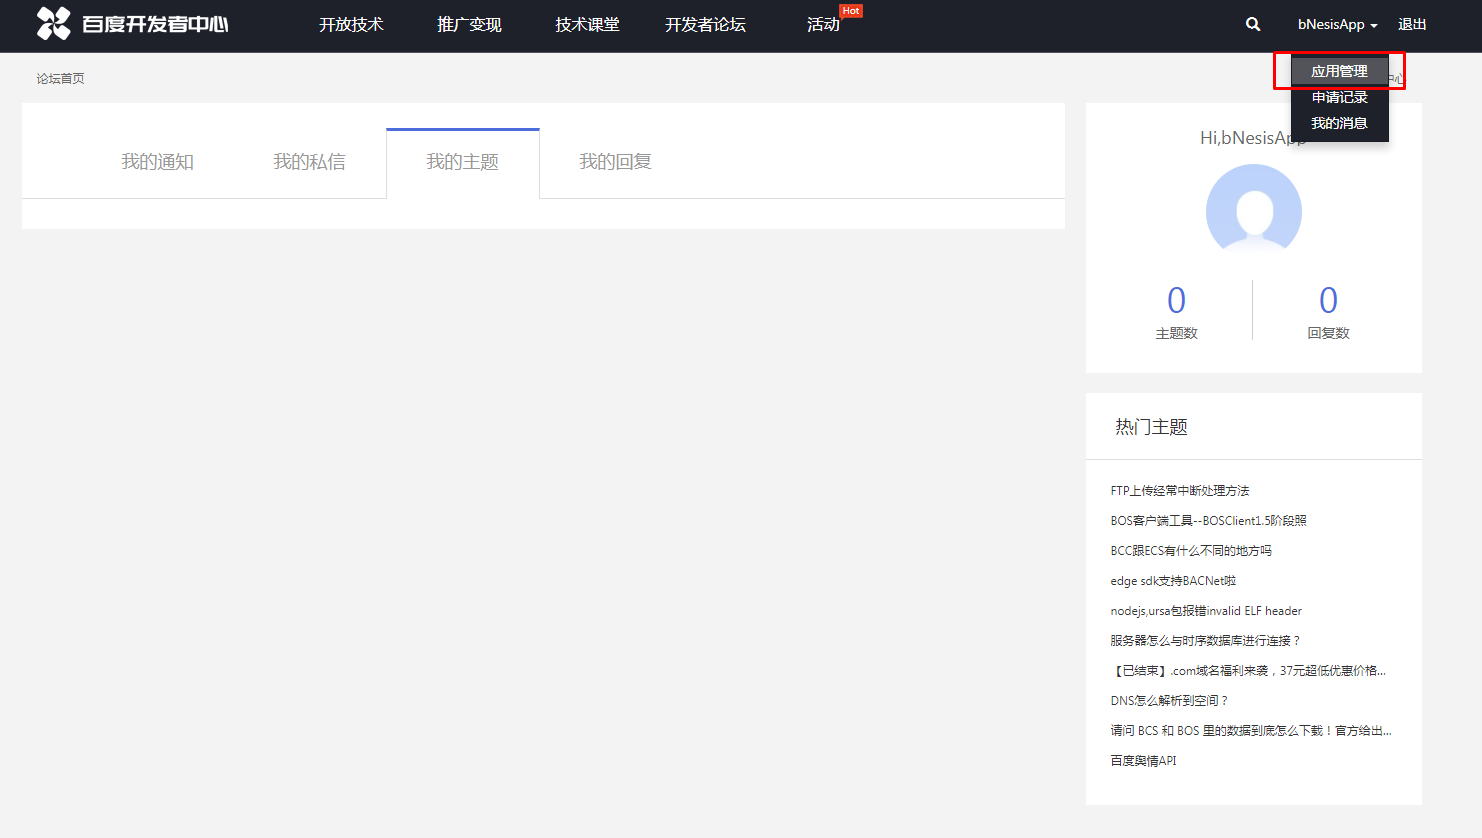 百度开发者中心
开放技术
推广变现
技术课堂
开发者论坛
活动
Hot
bNesisApp
退出
应用管理
申请记录
我的消息
论坛首页
中心
我的通知
我的私信
我的主题
我的回复
Hi,bNesisApp
0
主题数
0
回复数
热门主题
FTP上传经常中断处理方法
BOS客户端工具--BOSClient1.5阶段照
BCC跟ECS有什么不同的地方吗
edge sdk支持BACNet啦
nodejs,ursa包报错invalid ELF header
服务器怎么与时序数据库进行连接？
【已结束】.com域名福利来袭，37元超低优惠价格...
DNS怎么解析到空间？
请问 BCS 和 BOS 里的数据到底怎么下载！官方给出...
百度舆情API